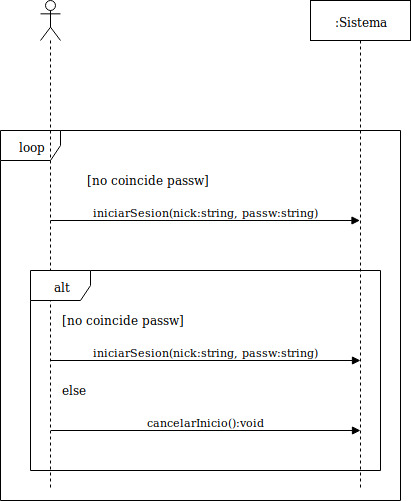 :Sistema
loop
[no coincide passw]
iniciarSesion(nick:string, passw:string)
alt
[no coincide passw]
iniciarSesion(nick:string, passw:string)
else
cancelarInicio():void